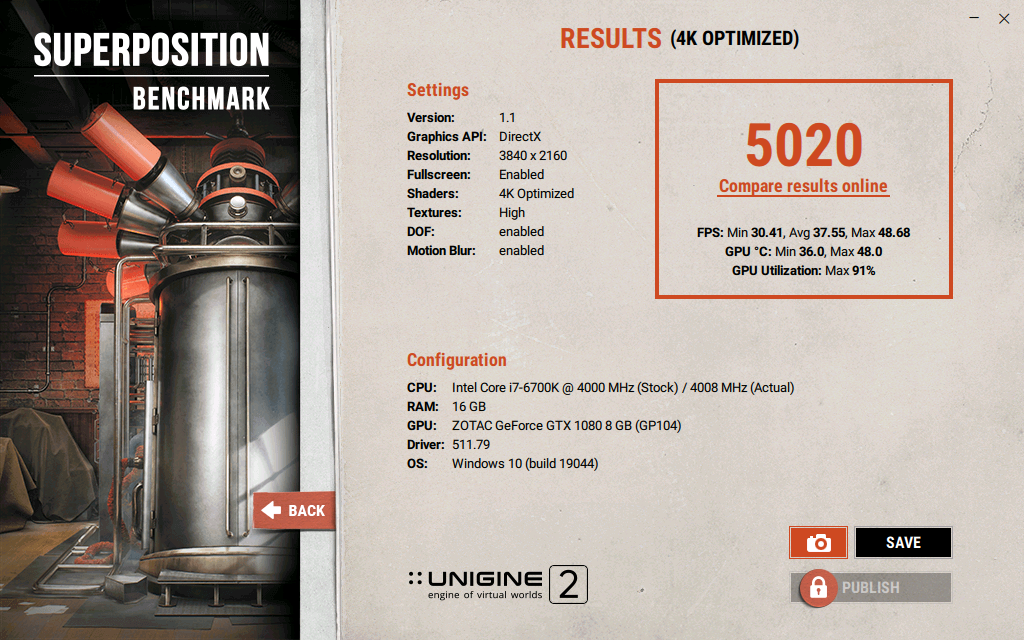 SUPERPOSITION
BENCHMARK
RESULTS (4K OPTIMIZED)
Settings
Version: 1.1
Graphics API: DirectX
Resolution: 3840 x 2160
Fullscreen: Enabled
Shaders: 4K Optimized
Textures: High
DOF: enabled
Motion Blur: enabled
5020
Compare results online
FPS: Min 30.41, Avg 37.55, Max 48.68
GPU °C: Min 36.0, Max 48.0
GPU Utilization: Max 91%
Configuration
CPU: Intel Core i7-6700K @ 4000 MHz (Stock) / 4008 MHz (Actual)
RAM: 16 GB
GPU: ZOTAC GeForce GTX 1080 8 GB (GP104)
Driver: 511.79
OS: Windows 10 (build 19044)
BACK
SAVE
PUBLISH
UNIGINE 2
engine of virtual worlds